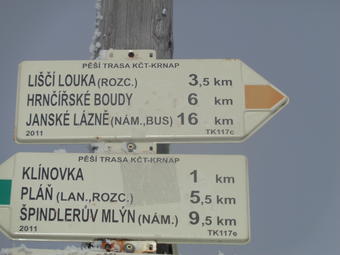 PĚŠÍ TRASA KČT-KRNAP
LIŠČÍ LOUKA (ROZC.) 3,5 km
HRNČÍŘSKÉ BOUDY 6 km
JANSKÉ LÁZNĚ (NÁM.,BUS) 16 km
2011 TK117c
PĚŠÍ TRASA KČT-KRNAP
KLÍNOVKA 1 km
PLÁŇ (LAN.,ROZC.) 5,5 km
ŠPINDLERŮV MLÝN (NÁM.) 9,5 km
2011 TK117e